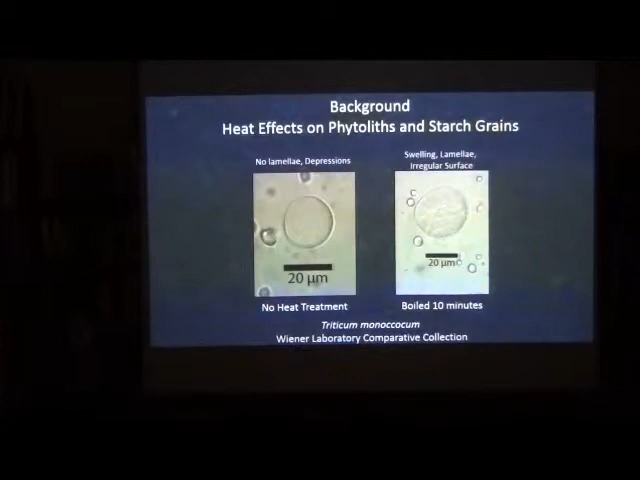 Background
Heat Effects on Phytoliths and Starch Grains
No lamellae, Depressions
Swelling, Lamellae,
Irregular Surface
20 µm
20 µm
No Heat Treatment
Boiled 10 minutes
Triticum monoccocum
Wiener Laboratory Comparative Collection